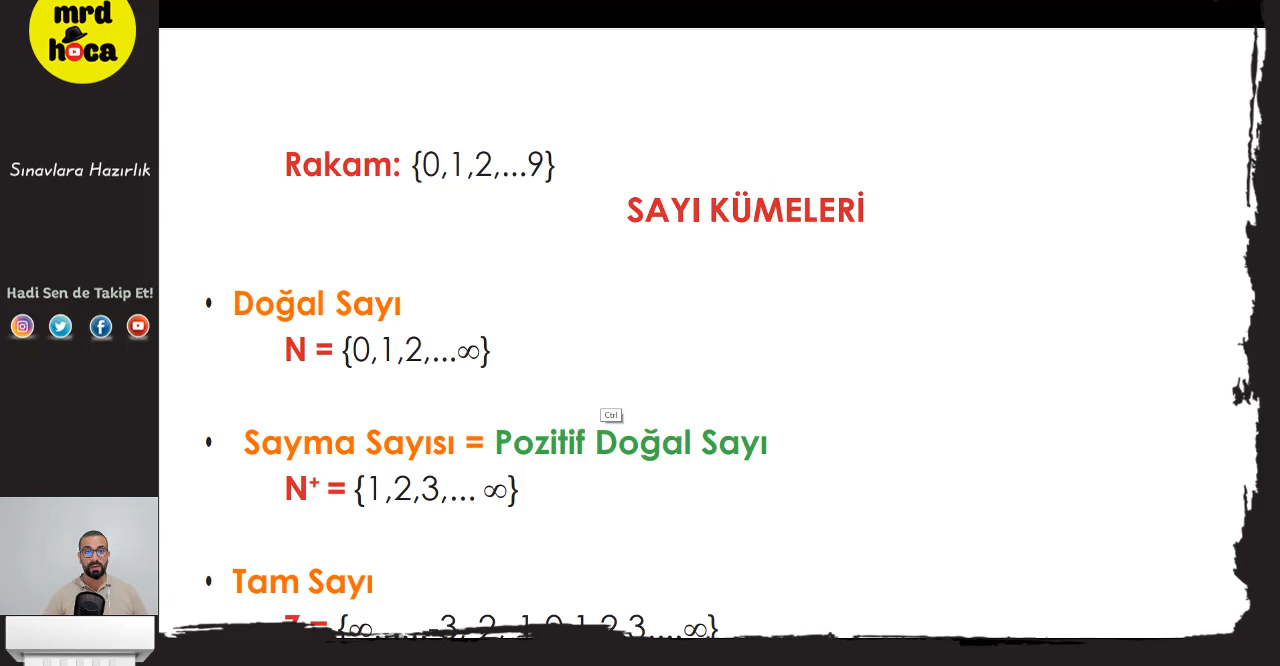 mrd
hoca
Sınavlara Hazırlık
Hadi Sen de Takip Et!
Rakam: {0,1,2,...9}
SAYI KÜMELERİ
• Doğal Sayı
N = {0,1,2,...∞}
Ctrl
• Sayma Sayısı = Pozitif Doğal Sayı
N⁺ = {1,2,3,... ∞}
• Tam Sayı